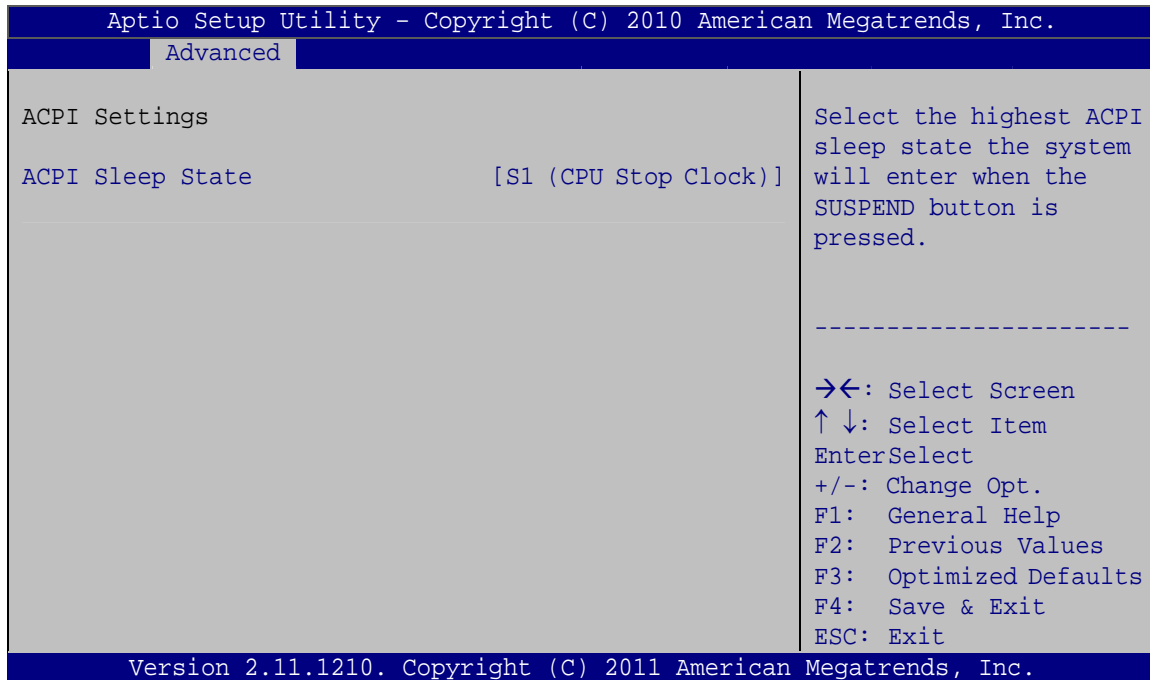 Aptio Setup Utility – Copyright (C) 2010 American Megatrends, Inc.
Advanced
ACPI Settings
ACPI Sleep State [S1 (CPU Stop Clock)]
Select the highest ACPI
sleep state the system
will enter when the
SUSPEND button is
pressed.
----------------------
→←: Select Screen
↑ ↓: Select Item
EnterSelect
+/-: Change Opt.
F1: General Help
F2: Previous Values
F3: Optimized Defaults
F4: Save & Exit
ESC: Exit
Version 2.11.1210. Copyright (C) 2011 American Megatrends, Inc.